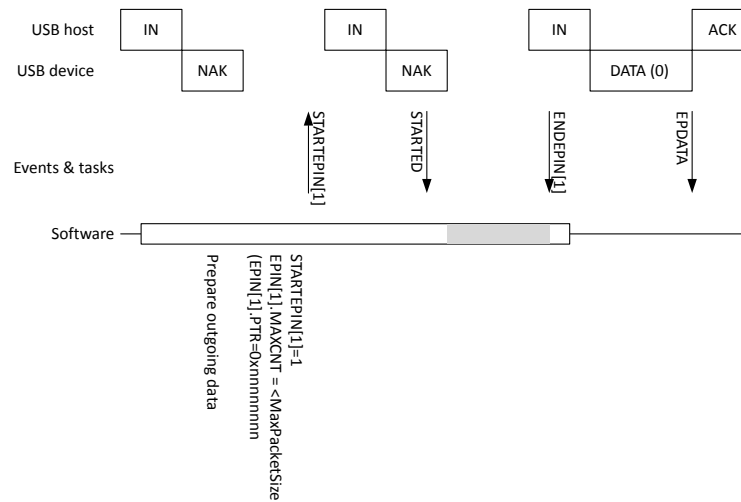 USB host
IN
IN
IN
ACK
USB device
NAK
NAK
DATA (0)
Events & tasks
STARTEPIN[1]
STARTED
ENDEPIN[1]
EPDATA
Software
Prepare outgoing data
(EPIN[1].PTR=0xnnnnnnnn
EPIN[1].MAXCNT = <MaxPacketSize
STARTEPIN[1]=1